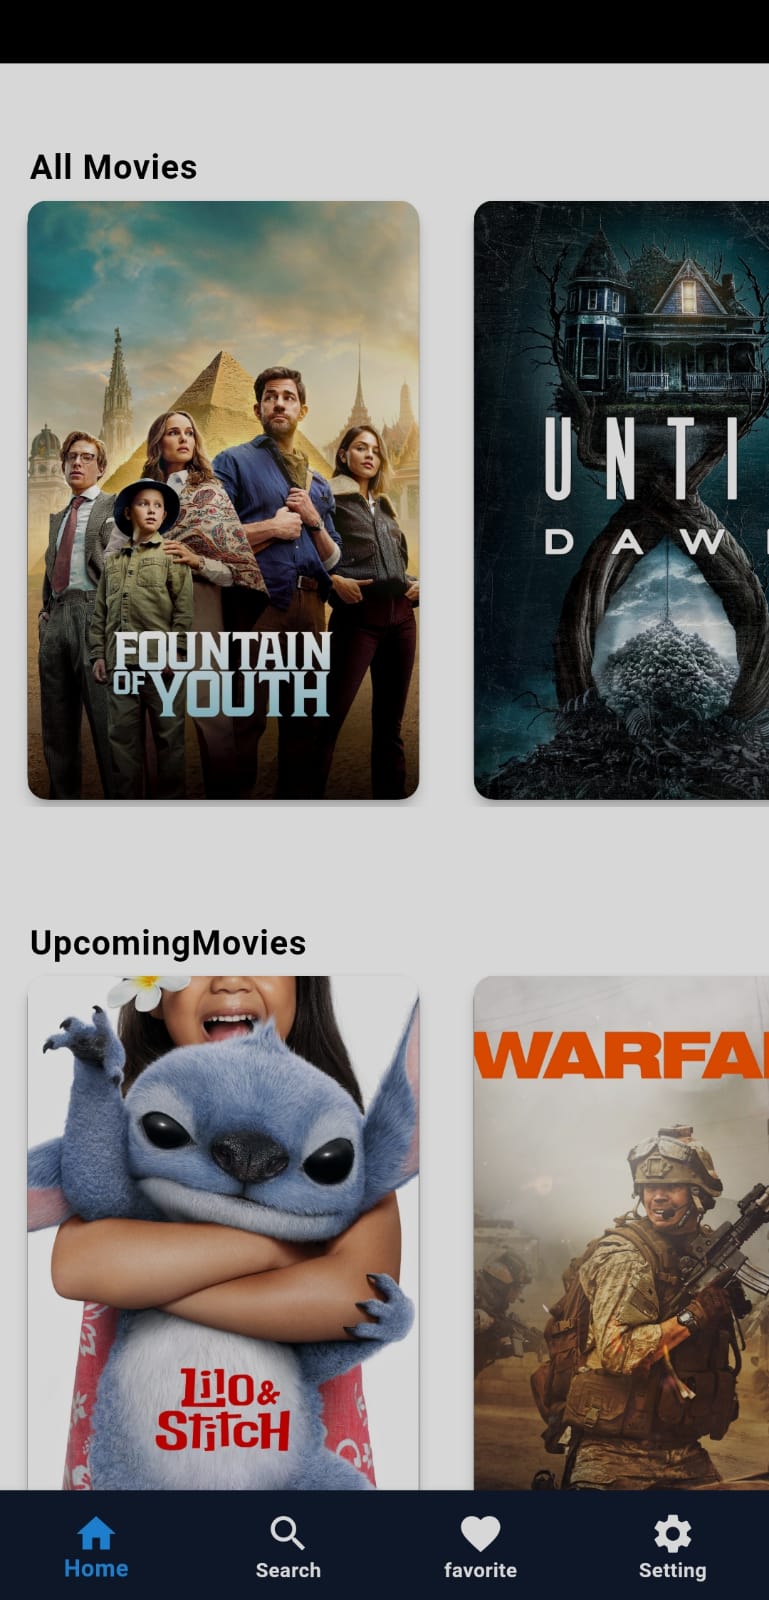 All Movies
FOUNTAIN
OF YOUTH
UNTI
DAW
UpcomingMovies
Lilo &
Stitch
WARFA
Home
Search
favorite
Setting